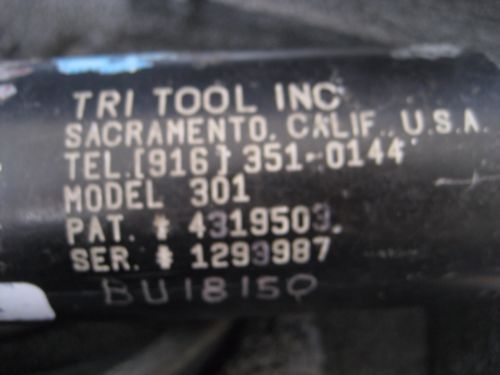 TRI TOOL INC
SACRAMENTO, CALIF., U.S.A.
TEL.(916) 351-0144
MODEL 301
PAT. # 4319503.
SER. # 1293987
BU18150